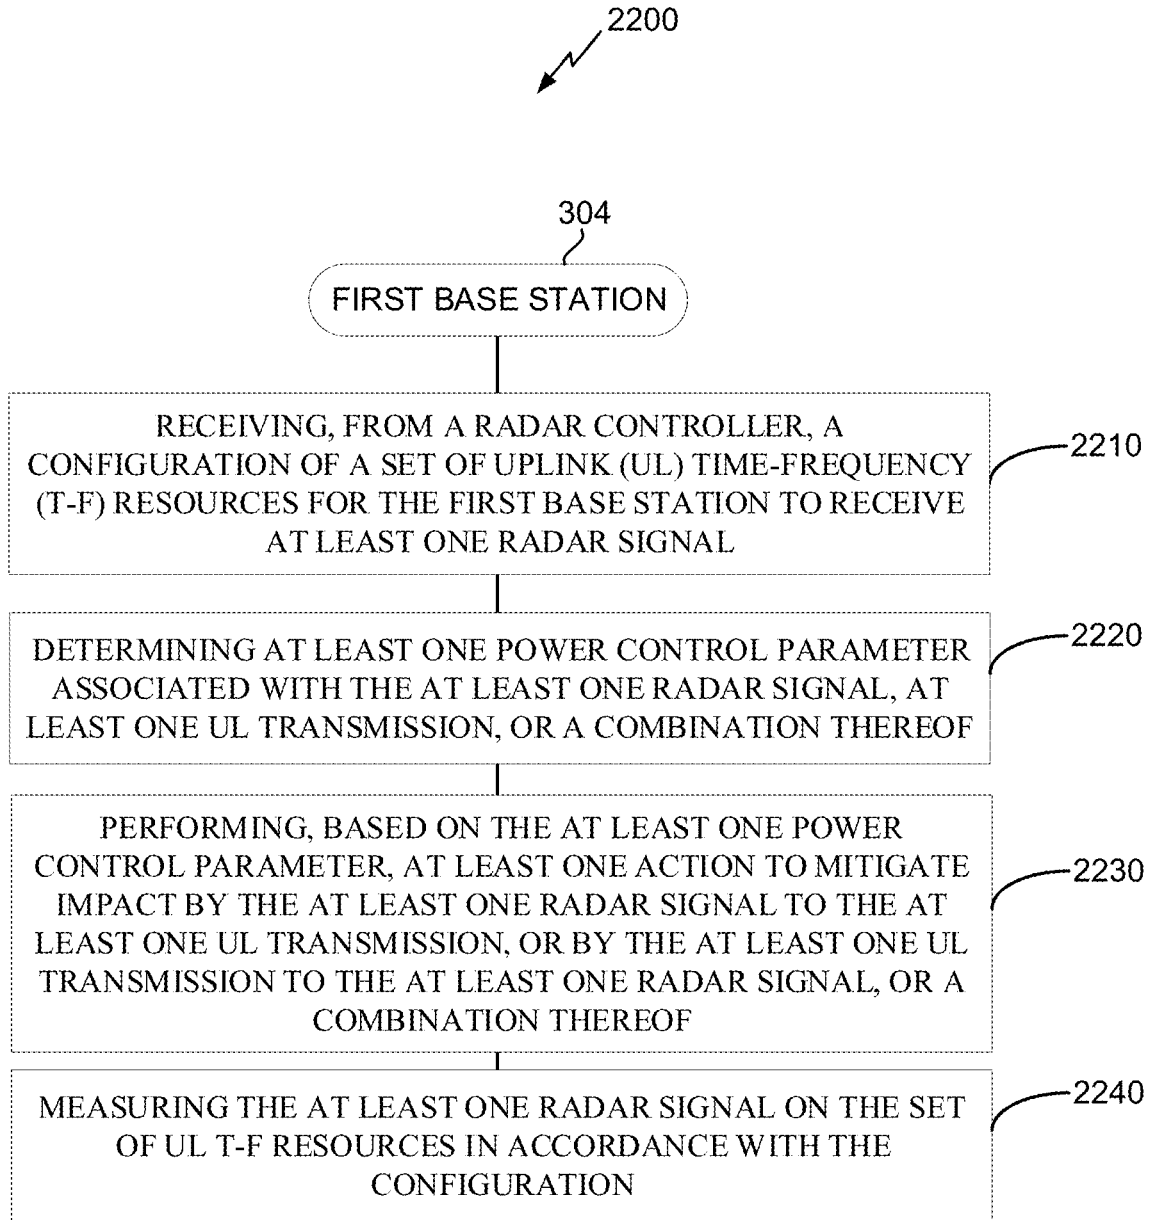 2200
304
FIRST BASE STATION
RECEIVING, FROM A RADAR CONTROLLER, A
CONFIGURATION OF A SET OF UPLINK (UL) TIME-FREQUENCY
(T-F) RESOURCES FOR THE FIRST BASE STATION TO RECEIVE
AT LEAST ONE RADAR SIGNAL
2210
DETERMINING AT LEAST ONE POWER CONTROL PARAMETER
ASSOCIATED WITH THE AT LEAST ONE RADAR SIGNAL, AT
LEAST ONE UL TRANSMISSION, OR A COMBINATION THEREOF
2220
PERFORMING, BASED ON THE AT LEAST ONE POWER
CONTROL PARAMETER, AT LEAST ONE ACTION TO MITIGATE
IMPACT BY THE AT LEAST ONE RADAR SIGNAL TO THE AT
LEAST ONE UL TRANSMISSION, OR BY THE AT LEAST ONE UL
TRANSMISSION TO THE AT LEAST ONE RADAR SIGNAL, OR A
COMBINATION THEREOF
2230
MEASURING THE AT LEAST ONE RADAR SIGNAL ON THE SET
OF UL T-F RESOURCES IN ACCORDANCE WITH THE
CONFIGURATION
2240